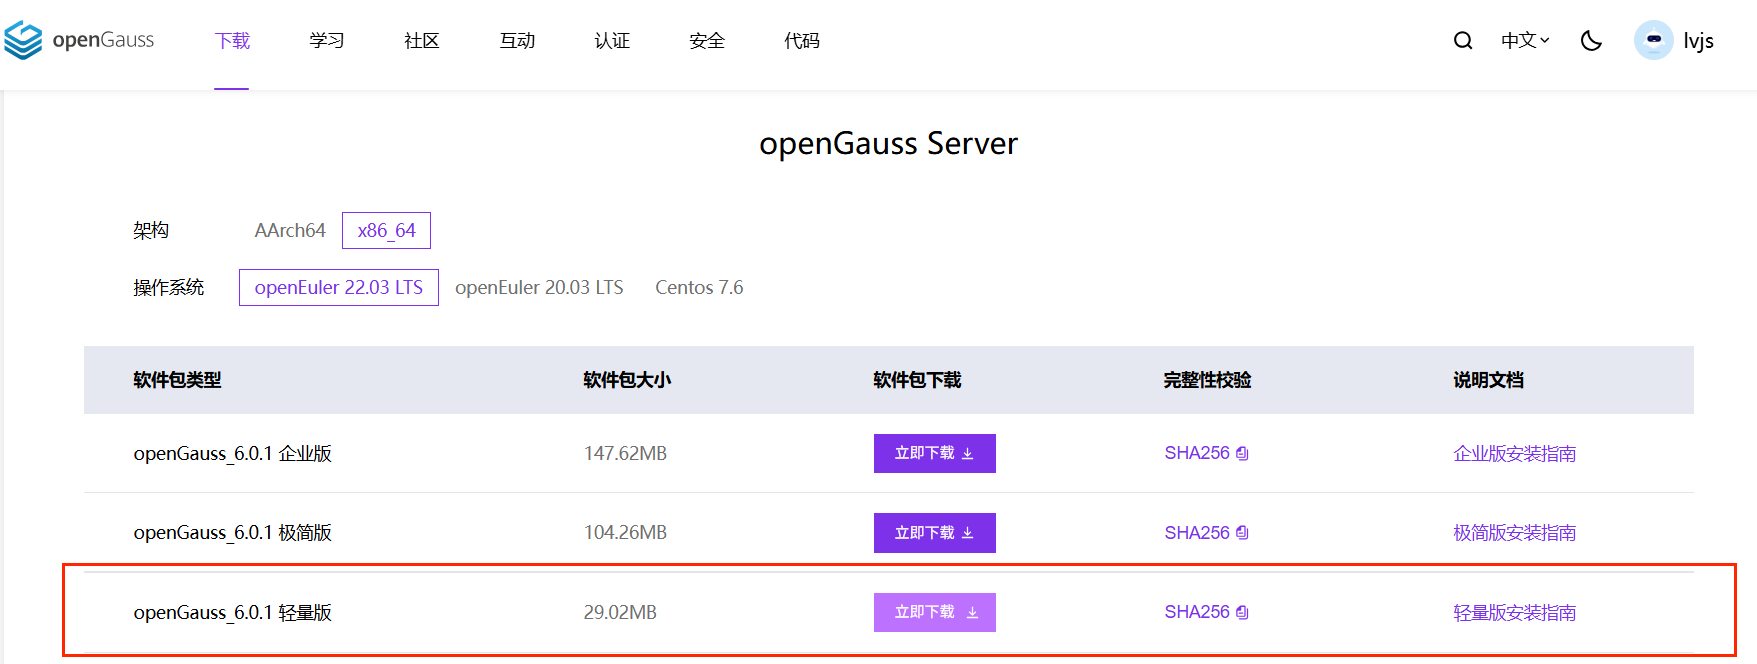 openGauss 下载 学习 社区 互动 认证 安全 代码 中文 lvjs
openGauss Server
架构 AArch64 x86_64
操作系统 openEuler 22.03 LTS openEuler 20.03 LTS Centos 7.6
软件包类型 软件包大小 软件包下载 完整性校验 说明文档
openGauss_6.0.1 企业版 147.62MB 立即下载 SHA256 企业版安装指南
openGauss_6.0.1 极简版 104.26MB 立即下载 SHA256 极简版安装指南
openGauss_6.0.1 轻量版 29.02MB 立即下载 SHA256 轻量版安装指南